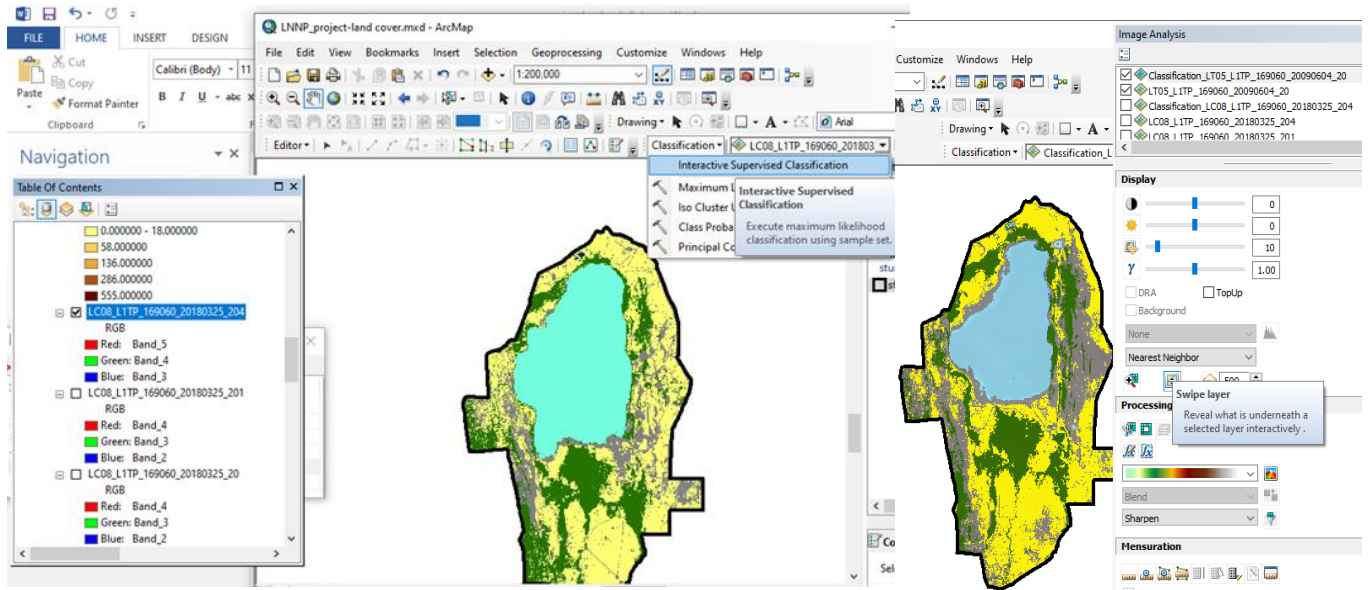 FILE HOME INSERT DESIGN
Cut
Copy
Format Painter
Paste
Clipboard
Calibri (Body) 11
B I U abc
Navigation
Table Of Contents
0.000000 - 18.000000
58.000000
136.000000
286.000000
555.000000
LC08_L1TP_169060_20180325_204
RGB
Red: Band_5
Green: Band_4
Blue: Band_3
LC08_L1TP_169060_20180325_201
RGB
Red: Band_4
Green: Band_3
Blue: Band_2
LC08_L1TP_169060_20180325_20
RGB
Red: Band_4
Green: Band_3
Blue: Band_2
LNNP_project-land cover.mxd - ArcMap
File Edit View Bookmarks Insert Selection Geoprocessing Customize Windows Help
1:200,000
Drawing A Arial
Editor Classification LC08_L1TP_169060_201803
Interactive Supervised Classification
Maximum
Iso Cluster
Class Proba
Principal Co
Interactive Supervised
Classification
Execute maximum likelihood
classification using sample set.
stu
st
Co
Sel
Customize Windows Help
Drawing A
Classification Classification_L
Image Analysis
Classification_LT05_L1TP_169060_20090604_20
LT05_L1TP_169060_20090604_20
Classification_LC08_L1TP_169060_20180325_204
LC08_L1TP_169060_20180325_204
LC08_L1TP_169060_20180325_201
Display
0
0
10
γ 1.00
DRA TopUp
Background
None
Nearest Neighbor
500
Swipe layer
Reveal what is underneath a
selected layer interactively .
Processing
fx fx
Blend
Sharpen
Mensuration